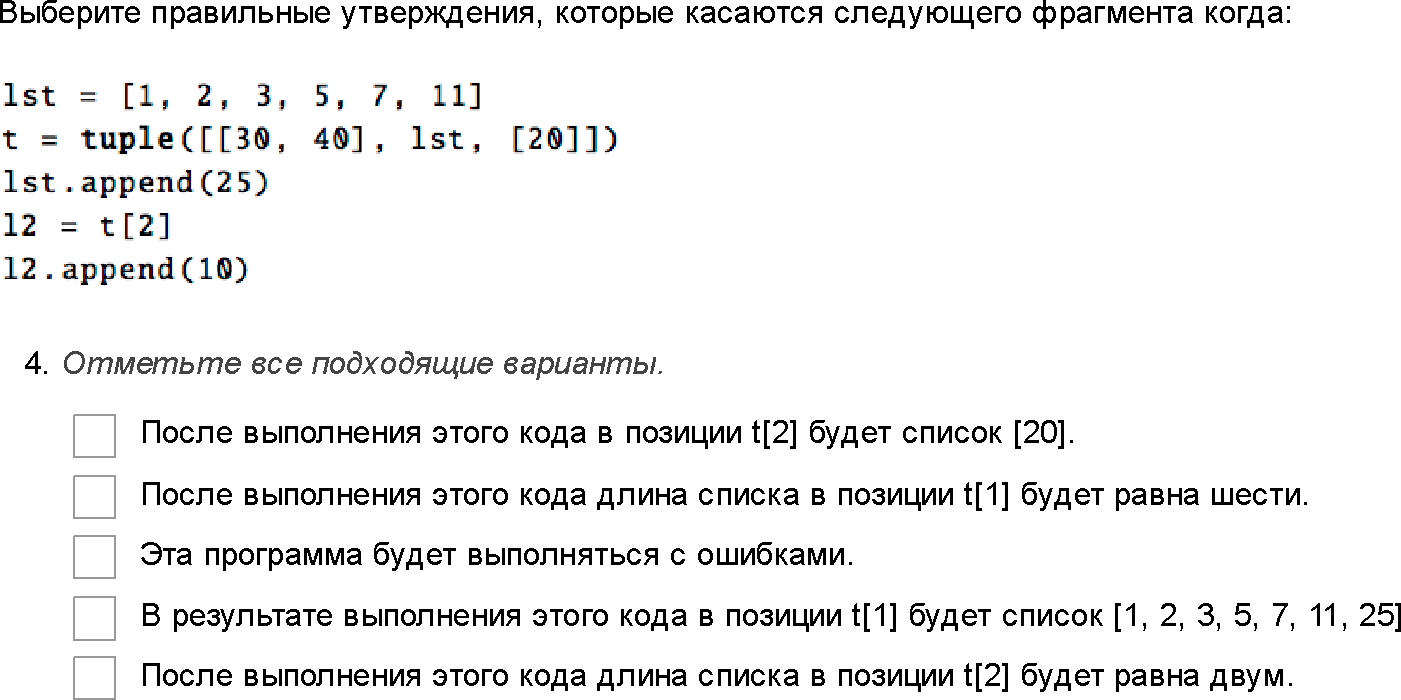 Выберите правильные утверждения, которые касаются следующего фрагмента когда:
lst = [1, 2, 3, 5, 7, 11]
t = tuple([[30, 40], lst, [20]])
lst.append(25)
l2 = t[2]
l2.append(10)
4. Отметьте все подходящие варианты.
После выполнения этого кода в позиции t[2] будет список [20].
После выполнения этого кода длина списка в позиции t[1] будет равна шести.
Эта программа будет выполняться с ошибками.
В результате выполнения этого кода в позиции t[1] будет список [1, 2, 3, 5, 7, 11, 25]
После выполнения этого кода длина списка в позиции t[2] будет равна двум.